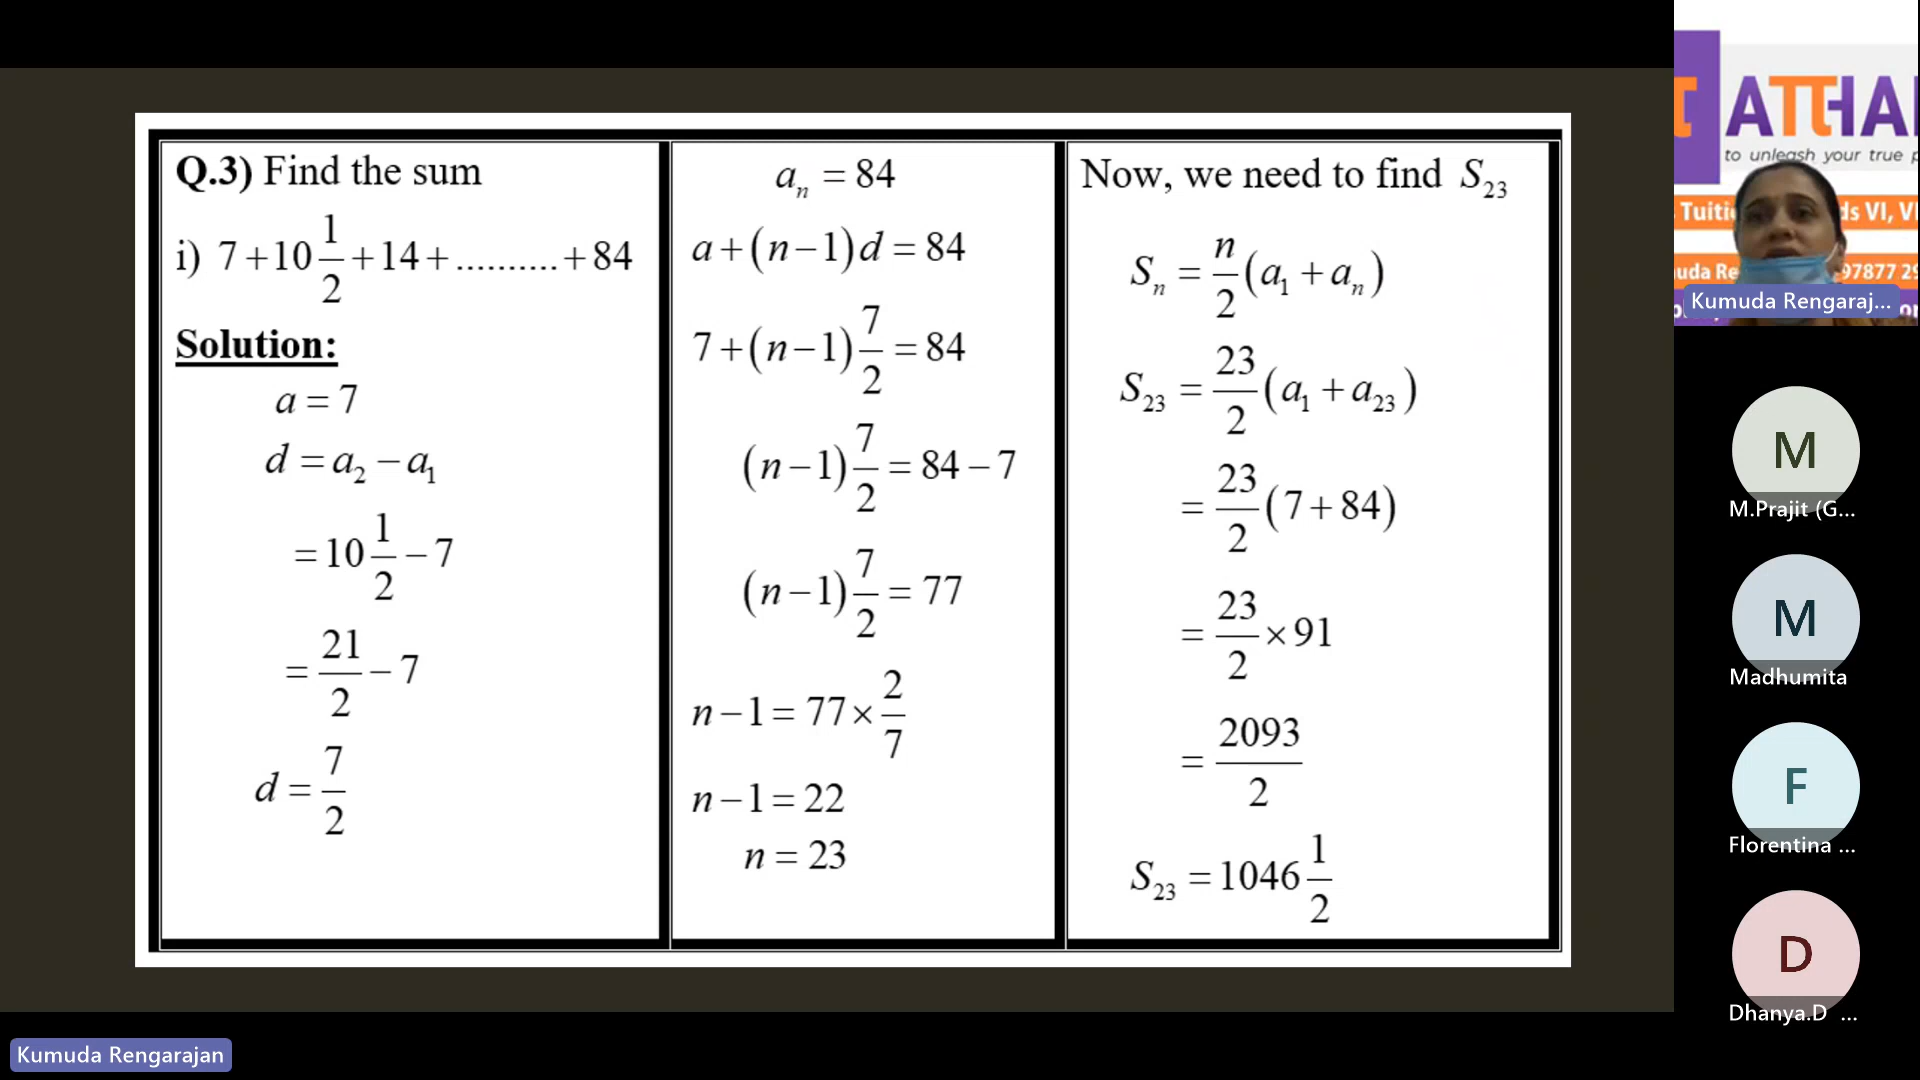 Q.3) Find the sum
i) 7+10 1/2 +14+..........+84
Solution:
a = 7
d = a₂ − a₁
= 10 1/2 − 7
= 21/2 − 7
d = 7/2
aₙ = 84
a+(n−1)d = 84
7+(n−1) 7/2 = 84
(n−1) 7/2 = 84−7
(n−1) 7/2 = 77
n−1 = 77 × 2/7
n−1 = 22
n = 23
Now, we need to find S₂₃
Sₙ = n/2 (a₁ + aₙ)
S₂₃ = 23/2 (a₁ + a₂₃)
= 23/2 (7+84)
= 23/2 × 91
= 2093/2
S₂₃ = 1046 1/2
to unleash your true
Kumuda Rengaraj...
M
M.Prajit (G...
M
Madhumita
F
Florentina ...
D
Dhanya.D ...
Kumuda Rengarajan